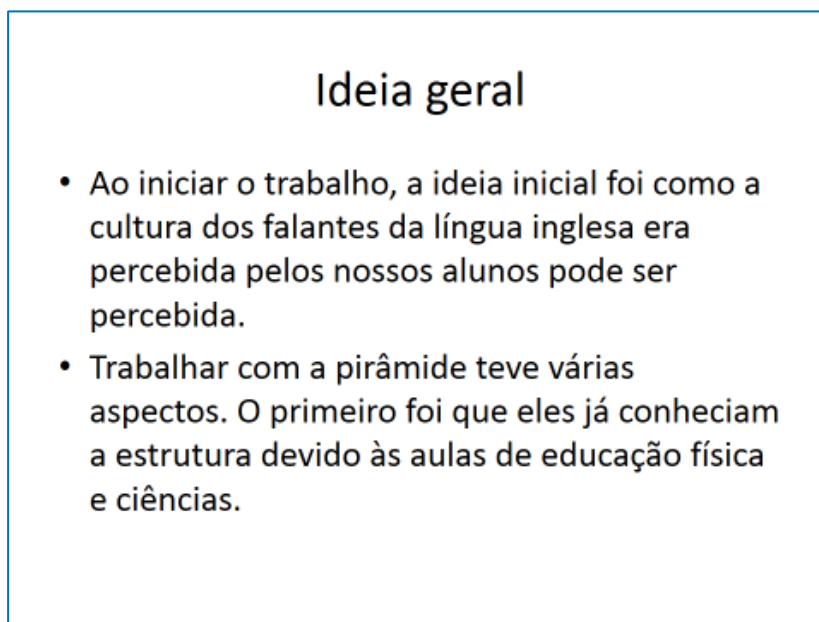 Ideia geral
• Ao iniciar o trabalho, a ideia inicial foi como a
cultura dos falantes da língua inglesa era
percebida pelos nossos alunos pode ser
percebida.
• Trabalhar com a pirâmide teve várias
aspectos. O primeiro foi que eles já conheciam
a estrutura devido às aulas de educação física
e ciências.